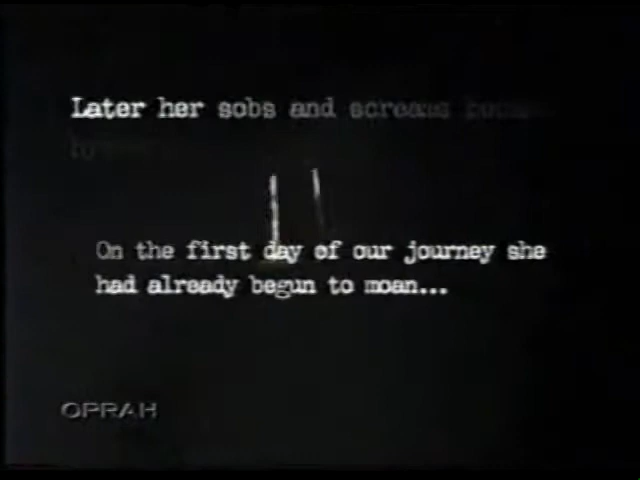 Later her sobs and screams
On the first day of our journey she
had already begun to moan...
OPRAH